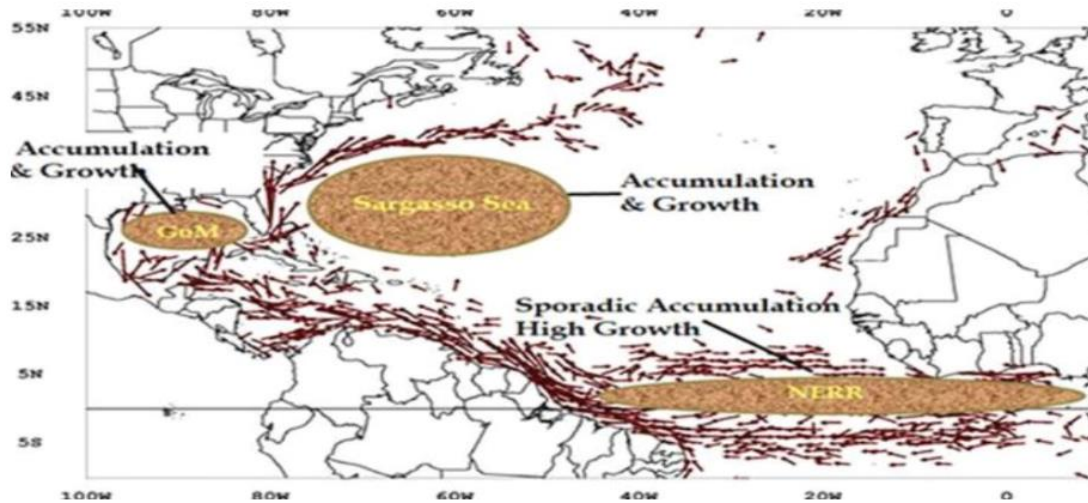 100W 80W 60W 40W 20W 0
55N
45N
Accumulation
& Growth
Accumulation
& Growth
Sargasso Sea
GoM
25N
15N
Sporadic Accumulation
High Growth
5N
NERR
5S
100W 80W 60W 40W 20W 0